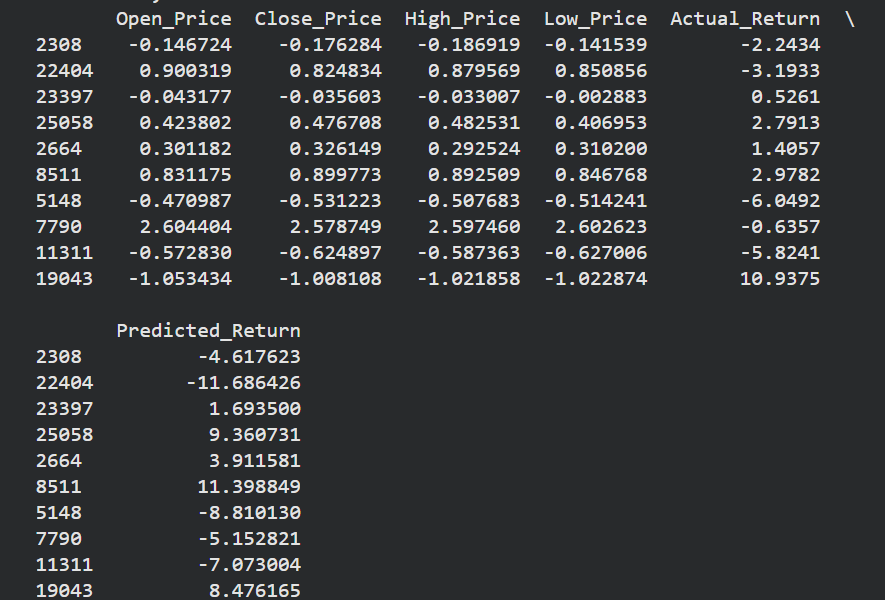 Open_Price Close_Price High_Price Low_Price Actual_Return \
2308 -0.146724 -0.176284 -0.186919 -0.141539 -2.2434
22404 0.900319 0.824834 0.879569 0.850856 -3.1933
23397 -0.043177 -0.035603 -0.033007 -0.002883 0.5261
25058 0.423802 0.476708 0.482531 0.406953 2.7913
2664 0.301182 0.326149 0.292524 0.310200 1.4057
8511 0.831175 0.899773 0.892509 0.846768 2.9782
5148 -0.470987 -0.531223 -0.507683 -0.514241 -6.0492
7790 2.604404 2.578749 2.597460 2.602623 -0.6357
11311 -0.572830 -0.624897 -0.587363 -0.627006 -5.8241
19043 -1.053434 -1.008108 -1.021858 -1.022874 10.9375
Predicted_Return
2308 -4.617623
22404 -11.686426
23397 1.693500
25058 9.360731
2664 3.911581
8511 11.398849
5148 -8.810130
7790 -5.152821
11311 -7.073004
19043 8.476165